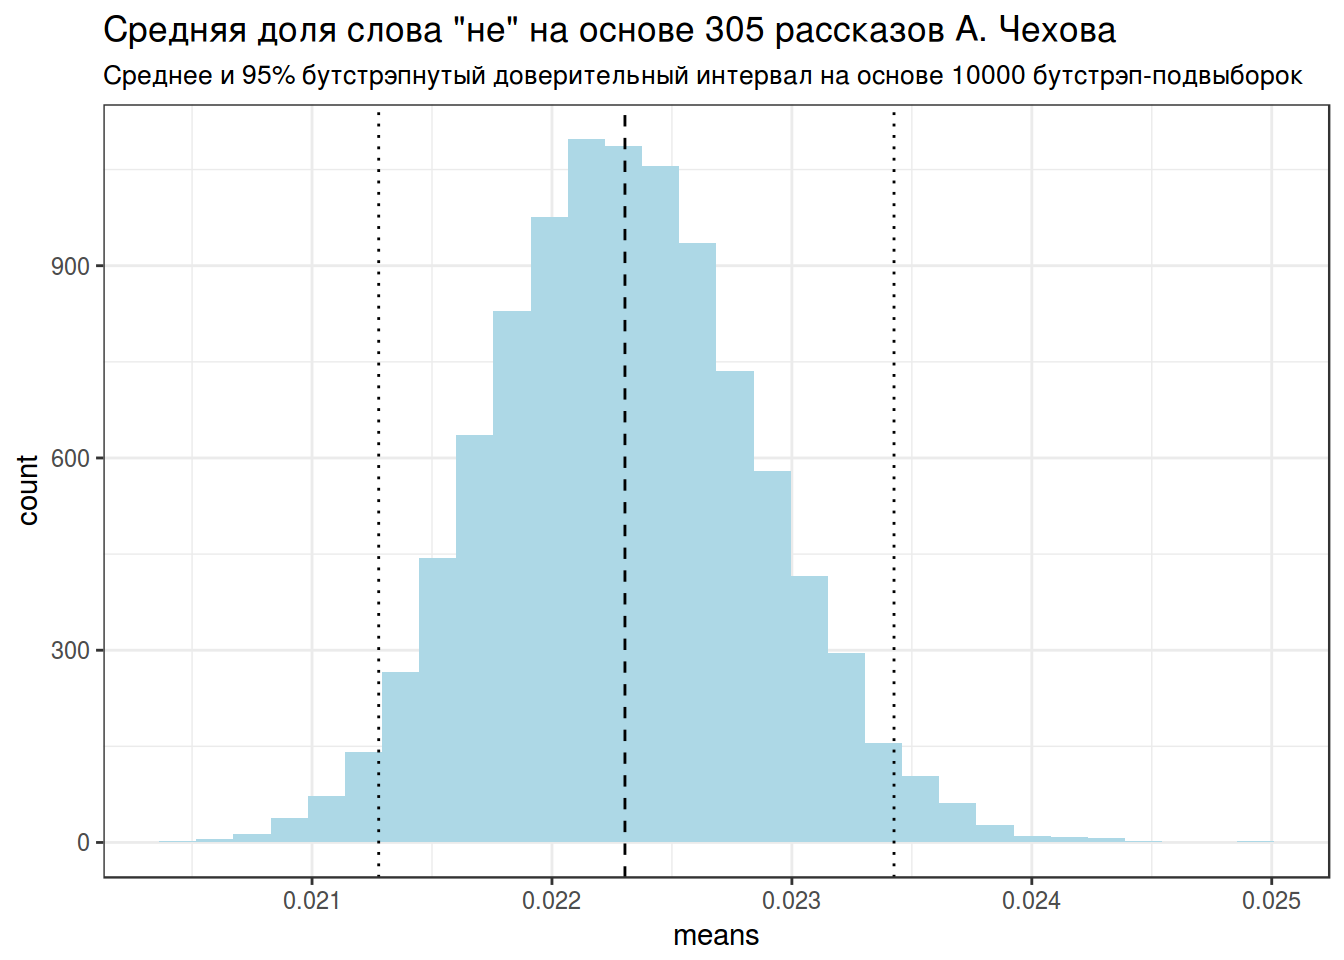 Средняя доля слова "не" на основе 305 рассказов А. Чехова
Среднее и 95% бутстрэпнутый доверительный интервал на основе 10000 бутстрэп-подвыборок
count
900
600
300
0
0.021
0.022
0.023
0.024
0.025
means